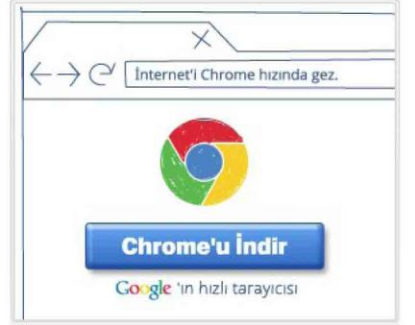 İnternet'i Chrome hızında gez.
Chrome'u İndir
Google 'ın hızlı tarayıcısı